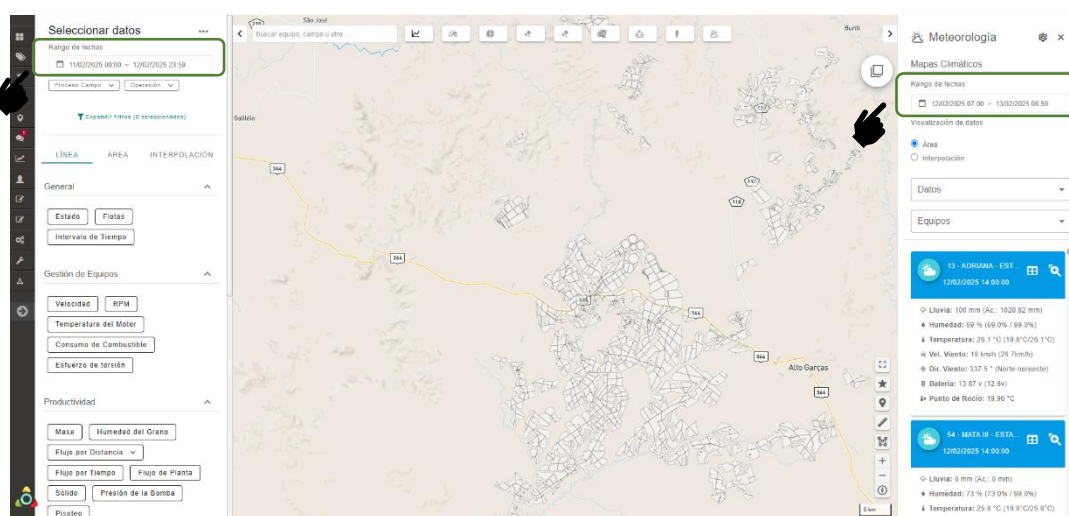 Seleccionar datos
Rango de fechas
11/02/2025 00:00 – 12/02/2025 23:59
Proceso Campo
Operación
Expandir filtros (0 seleccionados)
LÍNEA
ÁREA
INTERPOLACIÓN
General
Estado
Flotas
Intervalo de Tiempo
Gestión de Equipos
Velocidad
RPM
Temperatura del Motor
Consumo de Combustible
Esfuerzo de torsión
Productividad
Masa
Humedad del Grano
Flujo por Distancia
Flujo por Tiempo
Flujo de Planta
Sólido
Presión de la Bomba
Pisoteo
Buscar equipo, campo u otro...
São José
Buriti
Galiléia
364
364
110
110
364
364
364
Alto Garças
5 km
Meteorología
Mapas Climáticos
Rango de fechas
12/02/2025 07:00 – 13/02/2025 06:59
Visualización de datos
Área
Interpolación
Datos
Equipos
13 - ADRIANA - EST...
12/02/2025 14:00:00
Lluvia: 100 mm (Ac.: 1020.82 mm)
Humedad: 69 % (69.0% / 99.9%)
Temperatura: 26.1 °C (19.8°C/26.1°C)
Vel. Viento: 18 km/h (26.7km/h)
Dir. Viento: 337.5 ° (Norte-noroeste)
Batería: 13.87 v (12.6v)
Punto de Rocío: 19.96 °C
54 - MATA III - ESTA...
12/02/2025 14:00:00
Lluvia: 0 mm (Ac.: 0 mm)
Humedad: 73 % (73.0% / 99.9%)
Temperatura: 25.8 °C (19.9°C/25.8°C)